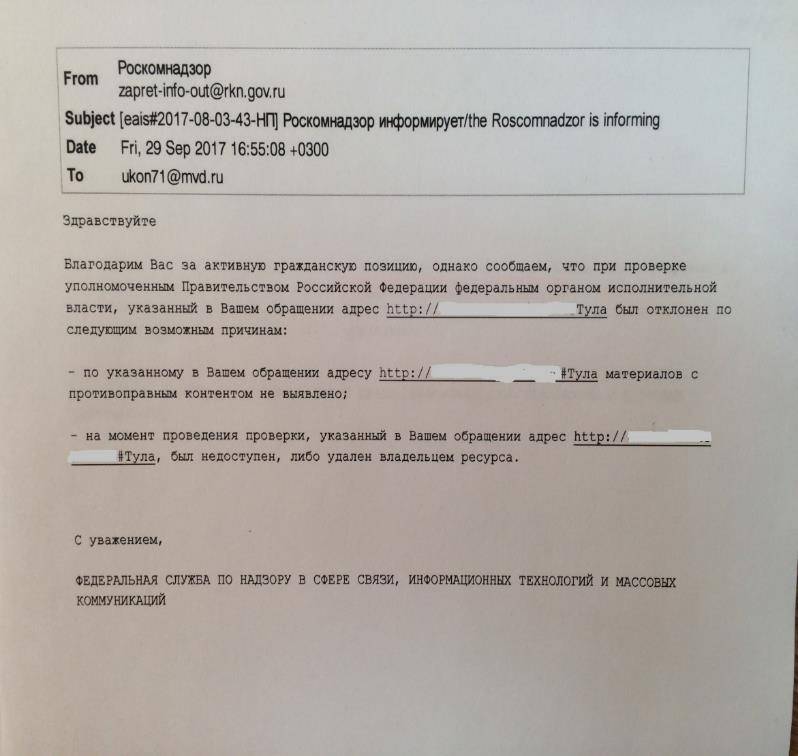 From Роскомнадзор
zapret-info-out@rkn.gov.ru
Subject [eais#2017-08-03-43-НП] Роскомнадзор информирует/the Roscomnadzor is informing
Date Fri, 29 Sep 2017 16:55:08 +0300
To ukon71@mvd.ru
Здравствуйте
Благодарим Вас за активную гражданскую позицию, однако сообщаем, что при проверке
уполномоченным Правительством Российской Федерации федеральным органом исполнительной
власти, указанный в Вашем обращении адрес http:// Тула был отклонен по
следующим возможным причинам:
- по указанному в Вашем обращении адресу http:// #Тула материалов с
противоправным контентом не выявлено;
- на момент проведения проверки, указанный в Вашем обращении адрес http://
#Тула, был недоступен, либо удален владельцем ресурса.
С уважением,
ФЕДЕРАЛЬНАЯ СЛУЖБА ПО НАДЗОРУ В СФЕРЕ СВЯЗИ, ИНФОРМАЦИОННЫХ ТЕХНОЛОГИЙ И МАССОВЫХ
КОММУНИКАЦИЙ